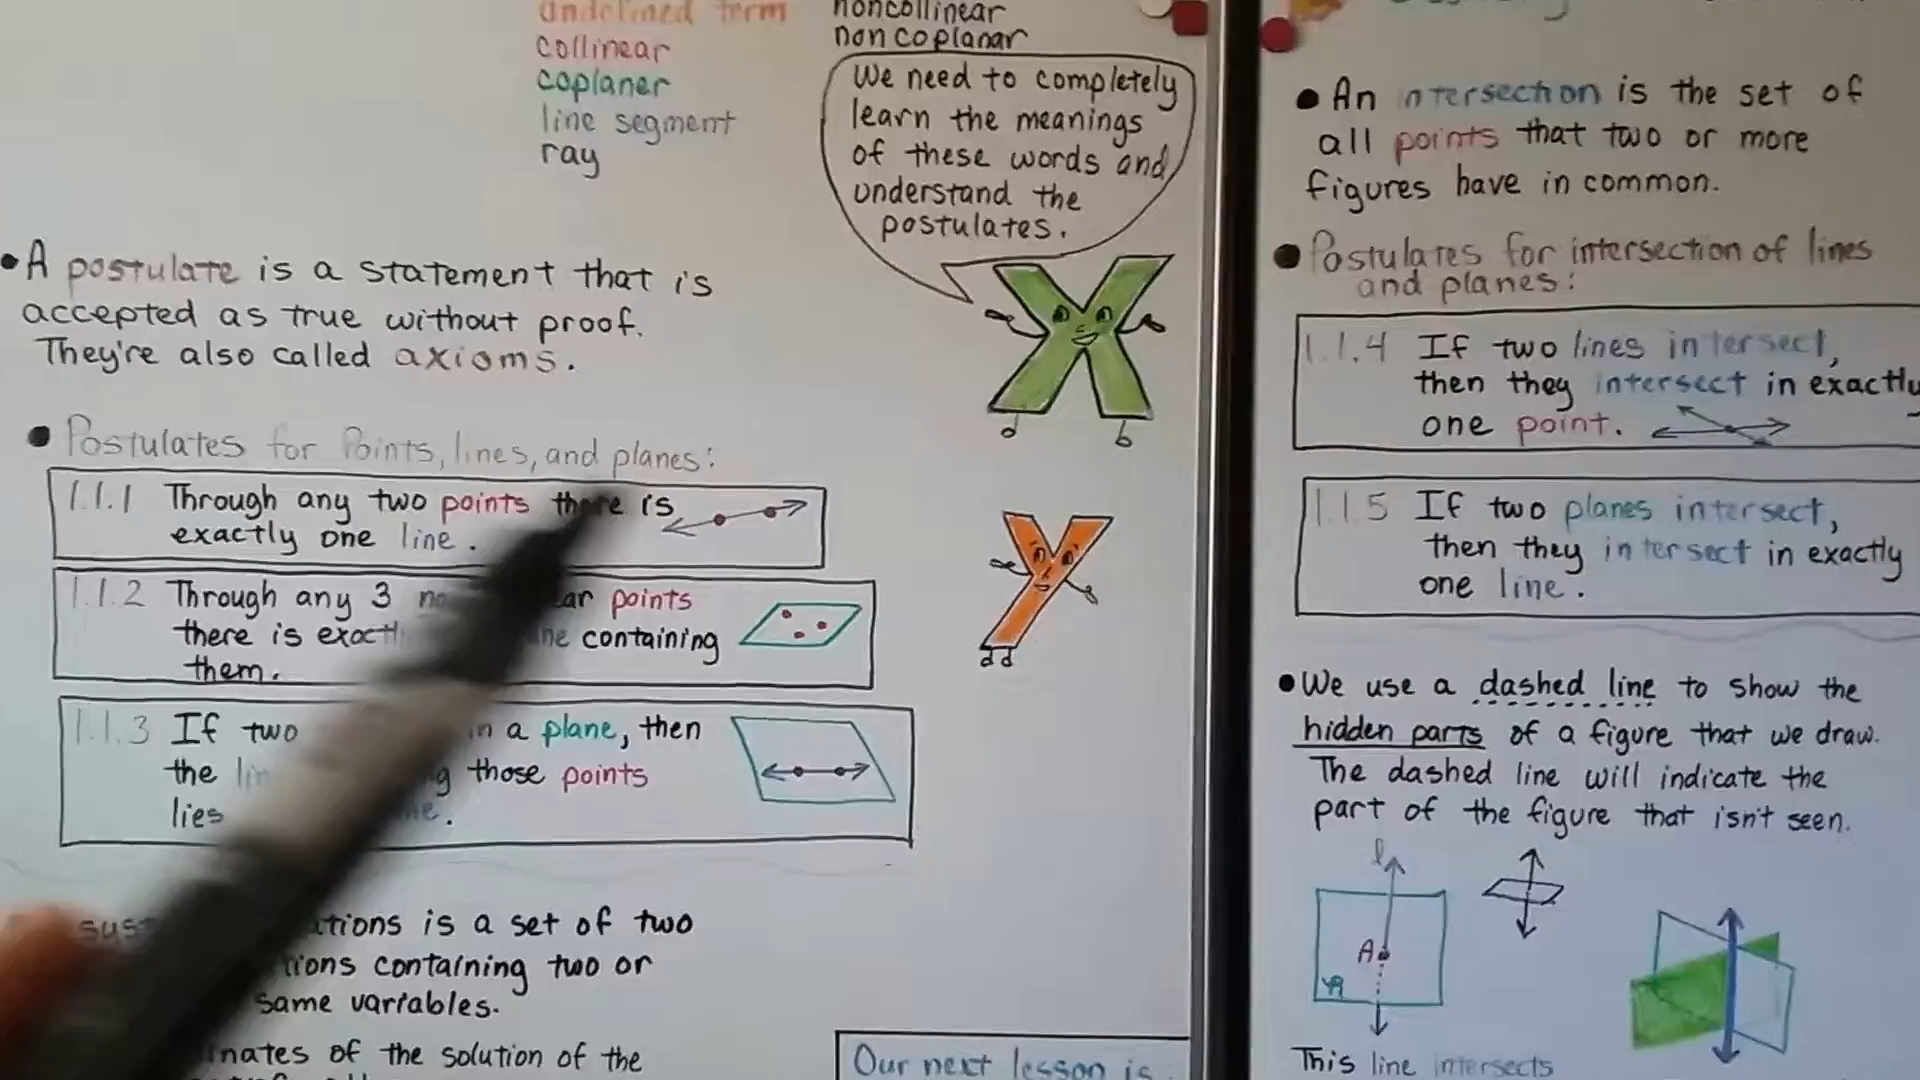 undefined term
collinear
coplaner
line segment
ray
noncollinear
noncoplanar
We need to completely
learn the meanings
of these words and
understand the
postulates.
• A postulate is a statement that is
accepted as true without proof.
They're also called axioms.
• Postulates for Points, lines, and planes:
1.1.1 Through any two points there is
exactly one line.
1.1.2 Through any 3 points
there is containing
them.
1.1.3 If two in a plane, then
the those points
lies
is a set of two
containing two or
same variables.
of the solution of the
Our next lesson is
• An intersection is the set of
all points that two or more
figures have in common.
• Postulates for intersection of lines
and planes:
1.1.4 If two lines intersect,
then they intersect in exactly
one point.
1.1.5 If two planes intersect,
then they intersect in exactly
one line.
• We use a dashed line to show the
hidden parts of a figure that we draw.
The dashed line will indicate the
part of the figure that isn't seen.
l
A
This line intersects